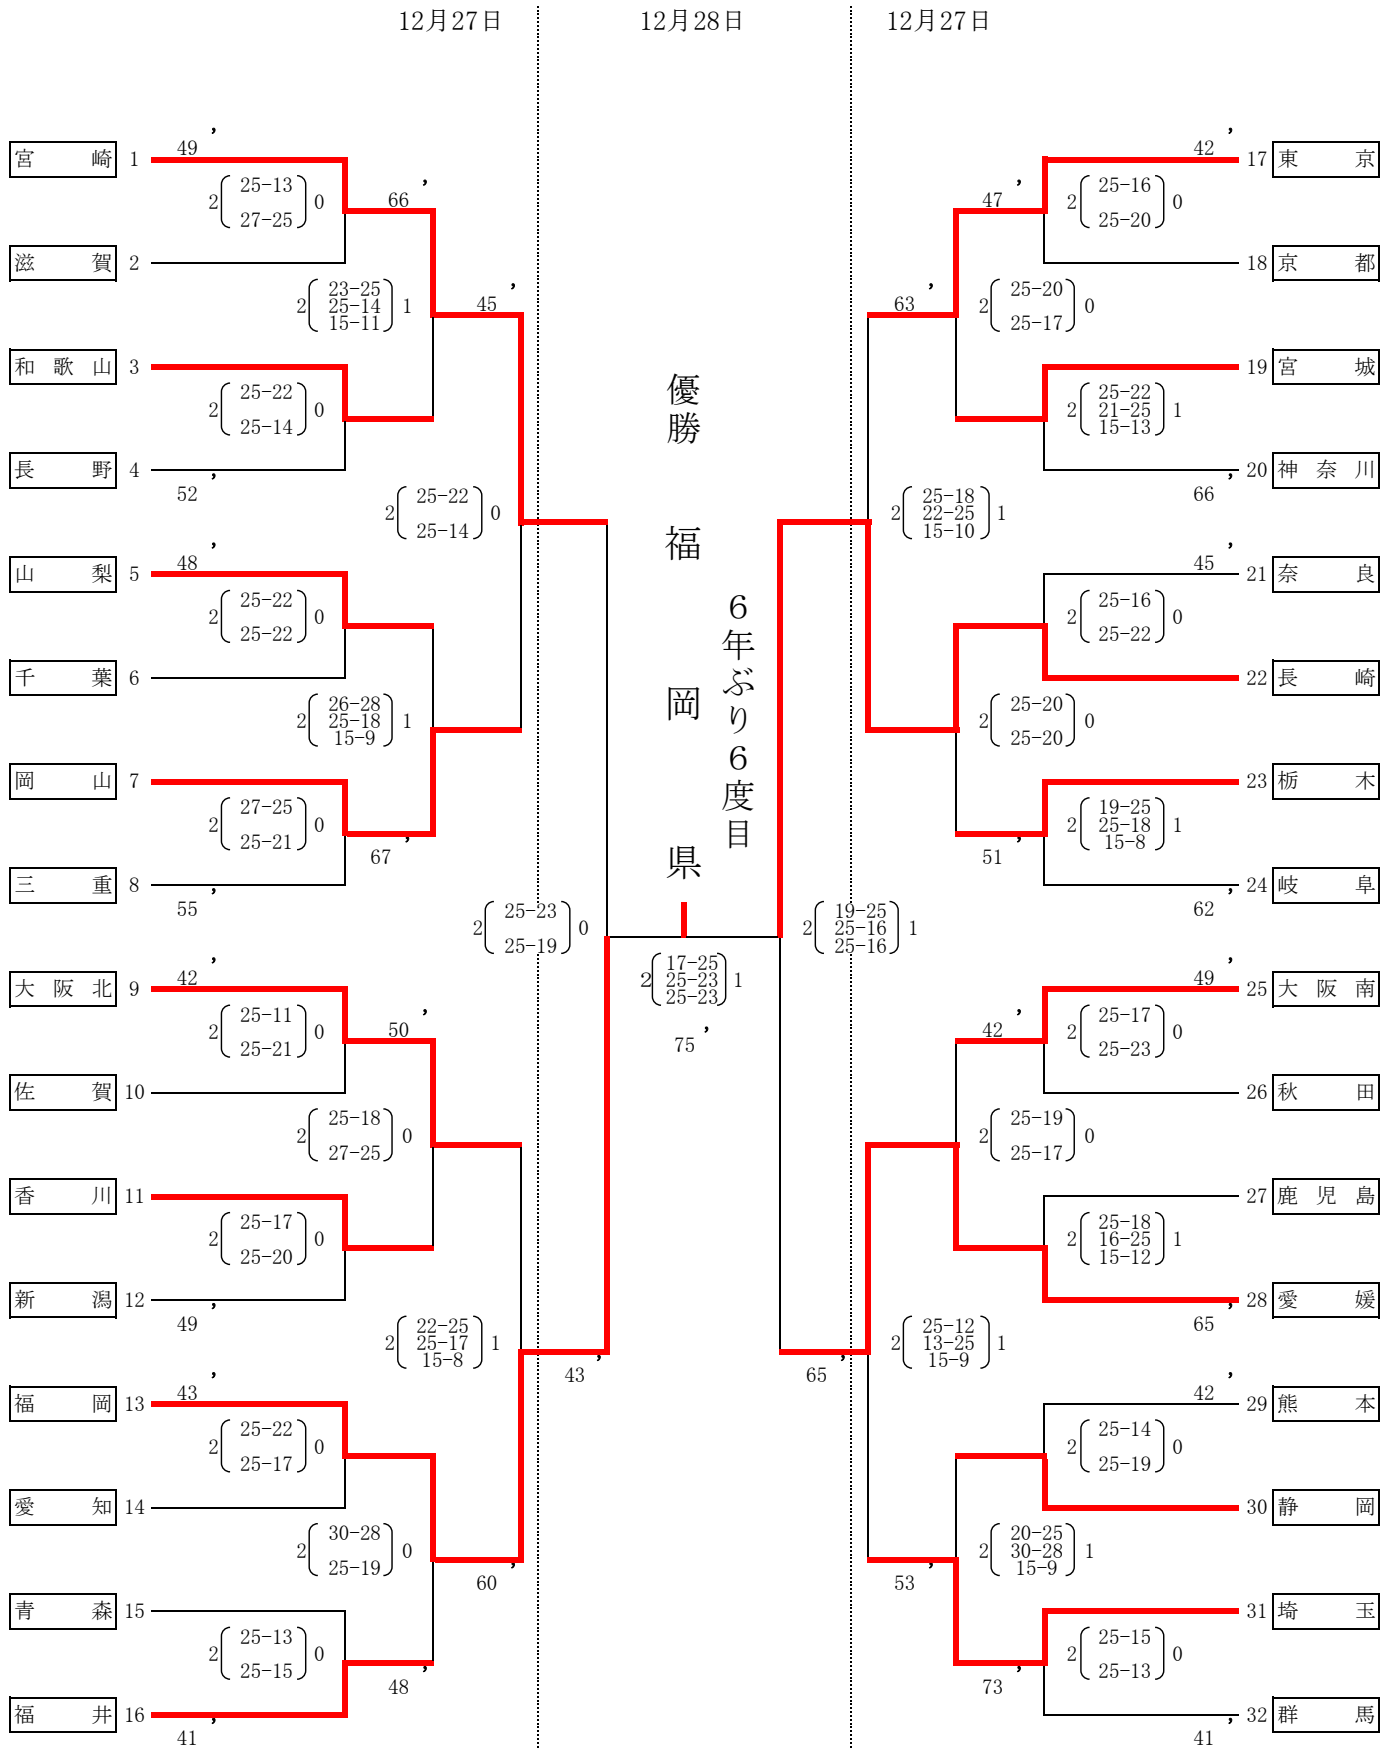 12月27日
12月28日
12月27日
宮崎 1
49’
2 25-13 27-25 0
滋賀 2
66’
2 23-25 25-14 15-11 1
和歌山 3
2 25-22 25-14 0
長野 4
52’
45’
2 25-22 25-14 0
山梨 5
48’
2 25-22 25-22 0
千葉 6
2 26-28 25-18 15-9 1
岡山 7
2 27-25 25-21 0
67’
三重 8
55’
2 25-23 25-19 0
大阪北 9
42’
2 25-11 25-21 0
佐賀 10
50’
2 25-18 27-25 0
香川 11
2 25-17 25-20 0
新潟 12
49’
2 22-25 25-17 15-8 1
43’
福岡 13
43’
2 25-22 25-17 0
愛知 14
2 30-28 25-19 0
60’
青森 15
2 25-13 25-15 0
48’
福井 16
41’
優勝
福岡県
6年ぶり6度目
2 17-25 25-23 25-23 1
75’
42’
17 東京
2 25-16 25-20 0
18 京都
47’
2 25-20 25-17 0
19 宮城
2 25-22 21-25 15-13 1
20 神奈川
66’
63’
2 25-18 22-25 15-10 1
45’
21 奈良
2 25-16 25-22 0
22 長崎
2 25-20 25-20 0
23 栃木
2 19-25 25-18 15-8 1
51’
24 岐阜
62’
2 19-25 25-16 25-16 1
49’
25 大阪南
2 25-17 25-23 0
26 秋田
42’
2 25-19 25-17 0
27 鹿児島
2 25-18 16-25 15-12 1
28 愛媛
65’
2 25-12 13-25 15-9 1
65’
42’
29 熊本
2 25-14 25-19 0
30 静岡
2 20-25 30-28 15-9 1
53’
31 埼玉
2 25-15 25-13 0
73’
32 群馬
41’